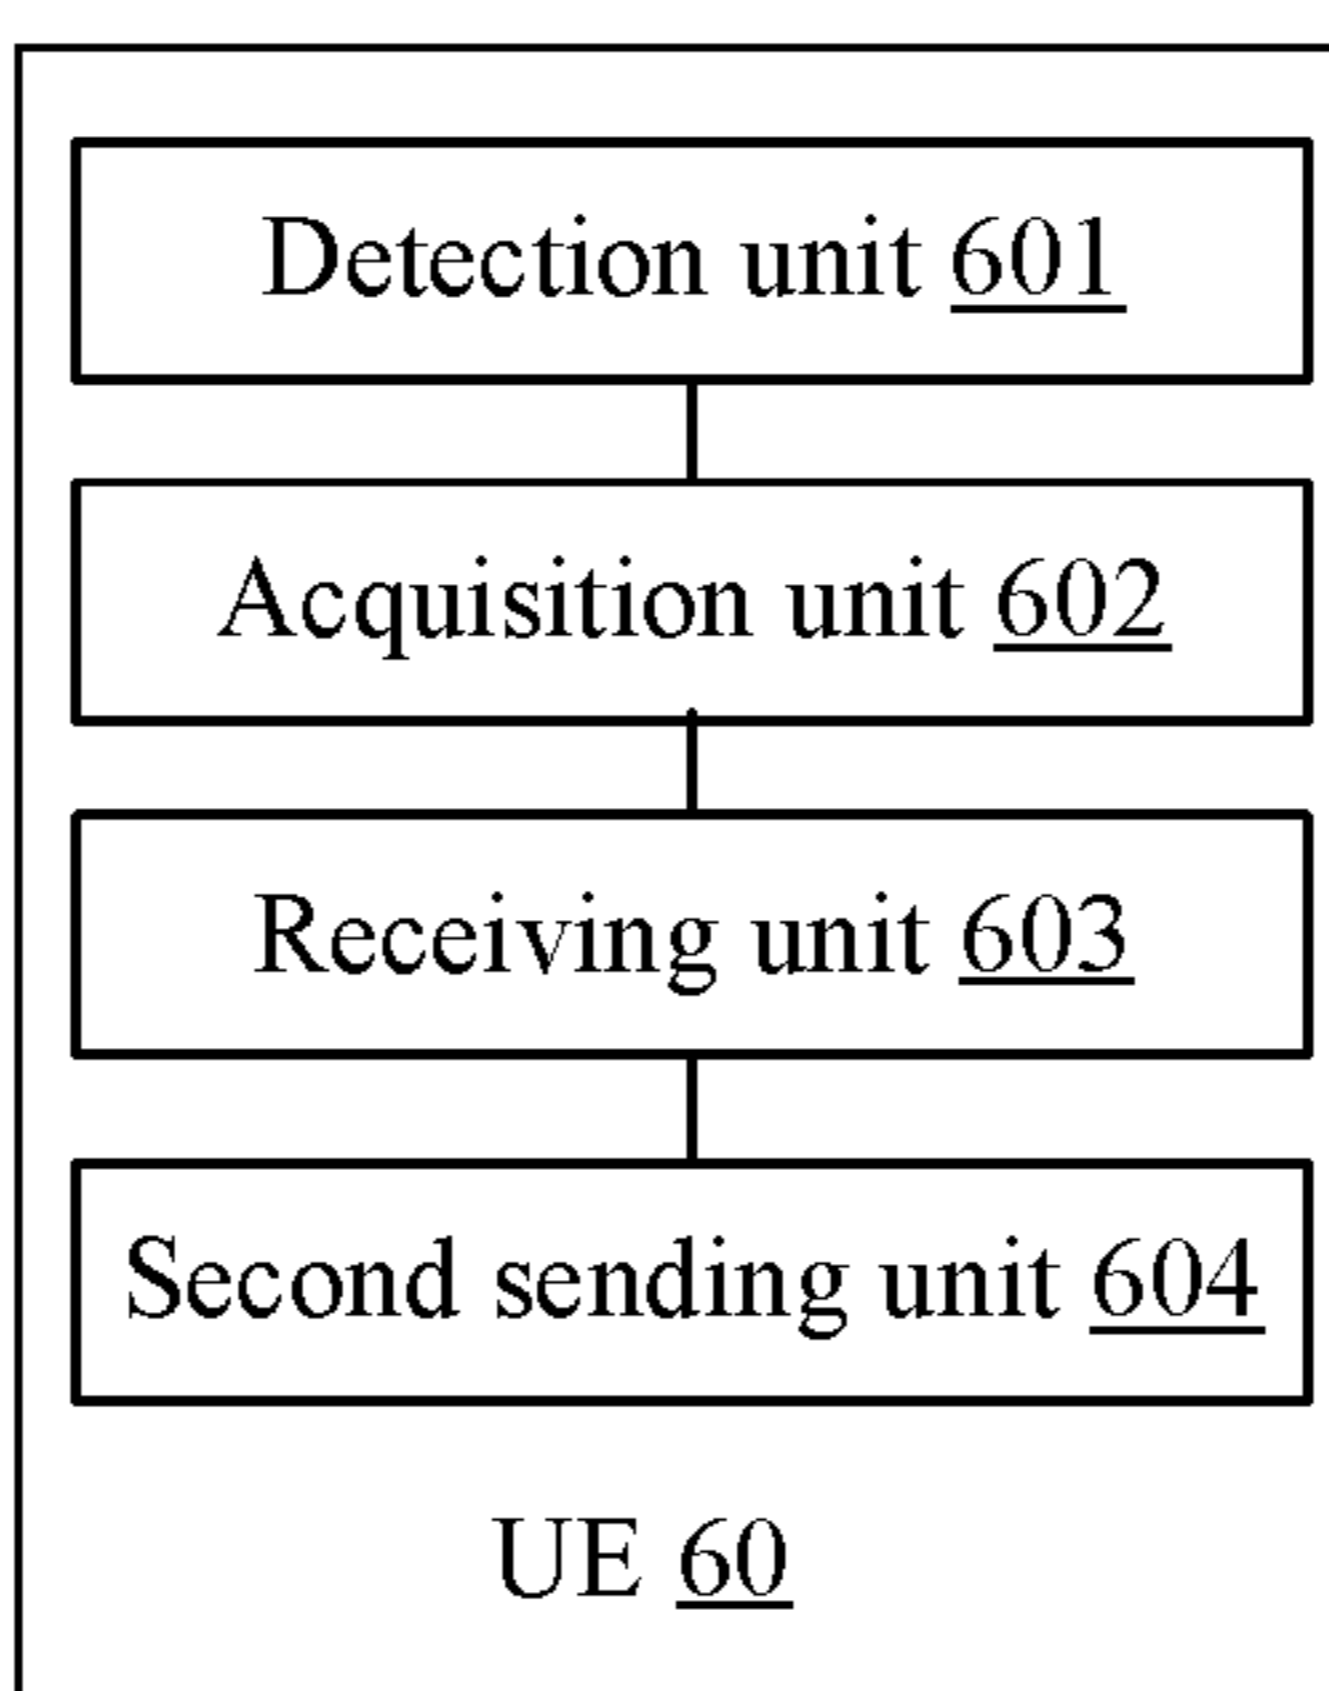 Detection unit 601
Acquisition unit 602
Receiving unit 603
Second sending unit 604
UE 60